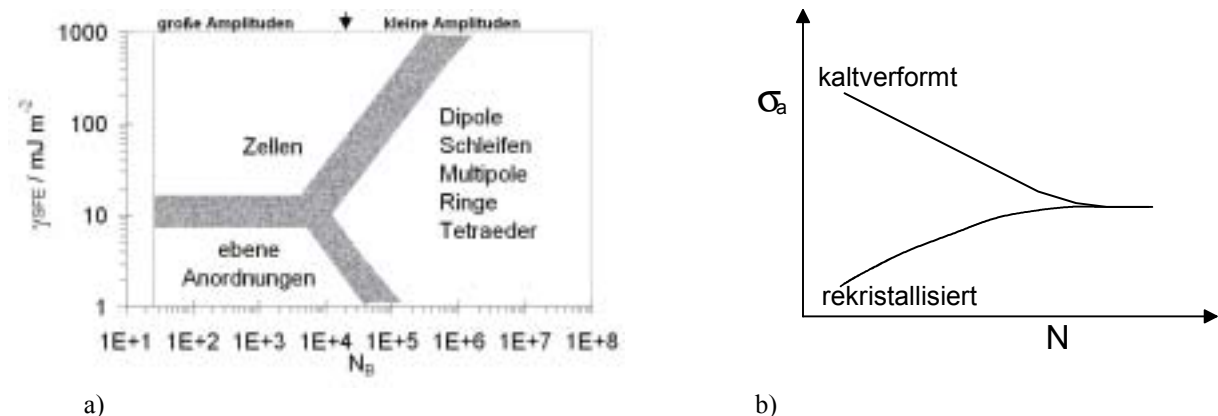 große Amplituden
kleine Amplituden
1000
100
10
1
γSFE / mJ m-2
Zellen
ebene
Anordnungen
Dipole
Schleifen
Multipole
Ringe
Tetraeder
1E+1 1E+2 1E+3 1E+4 1E+5 1E+6 1E+7 1E+8
NB
a)
σa
kaltverformt
rekristallisiert
N
b)